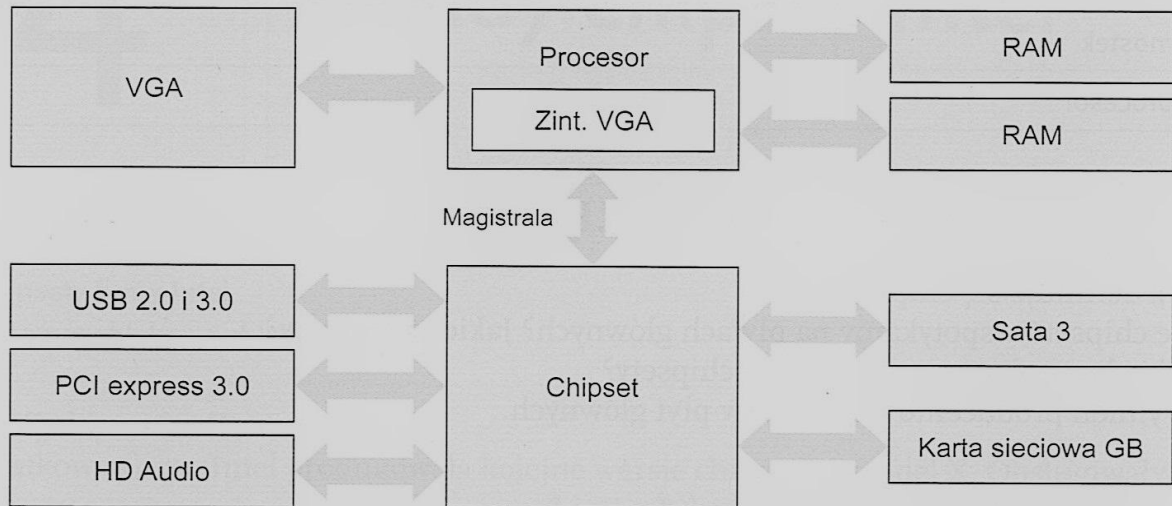 VGA
Procesor
Zint. VGA
RAM
RAM
Magistrala
USB 2.0 i 3.0
PCI express 3.0
HD Audio
Chipset
Sata 3
Karta sieciowa GB